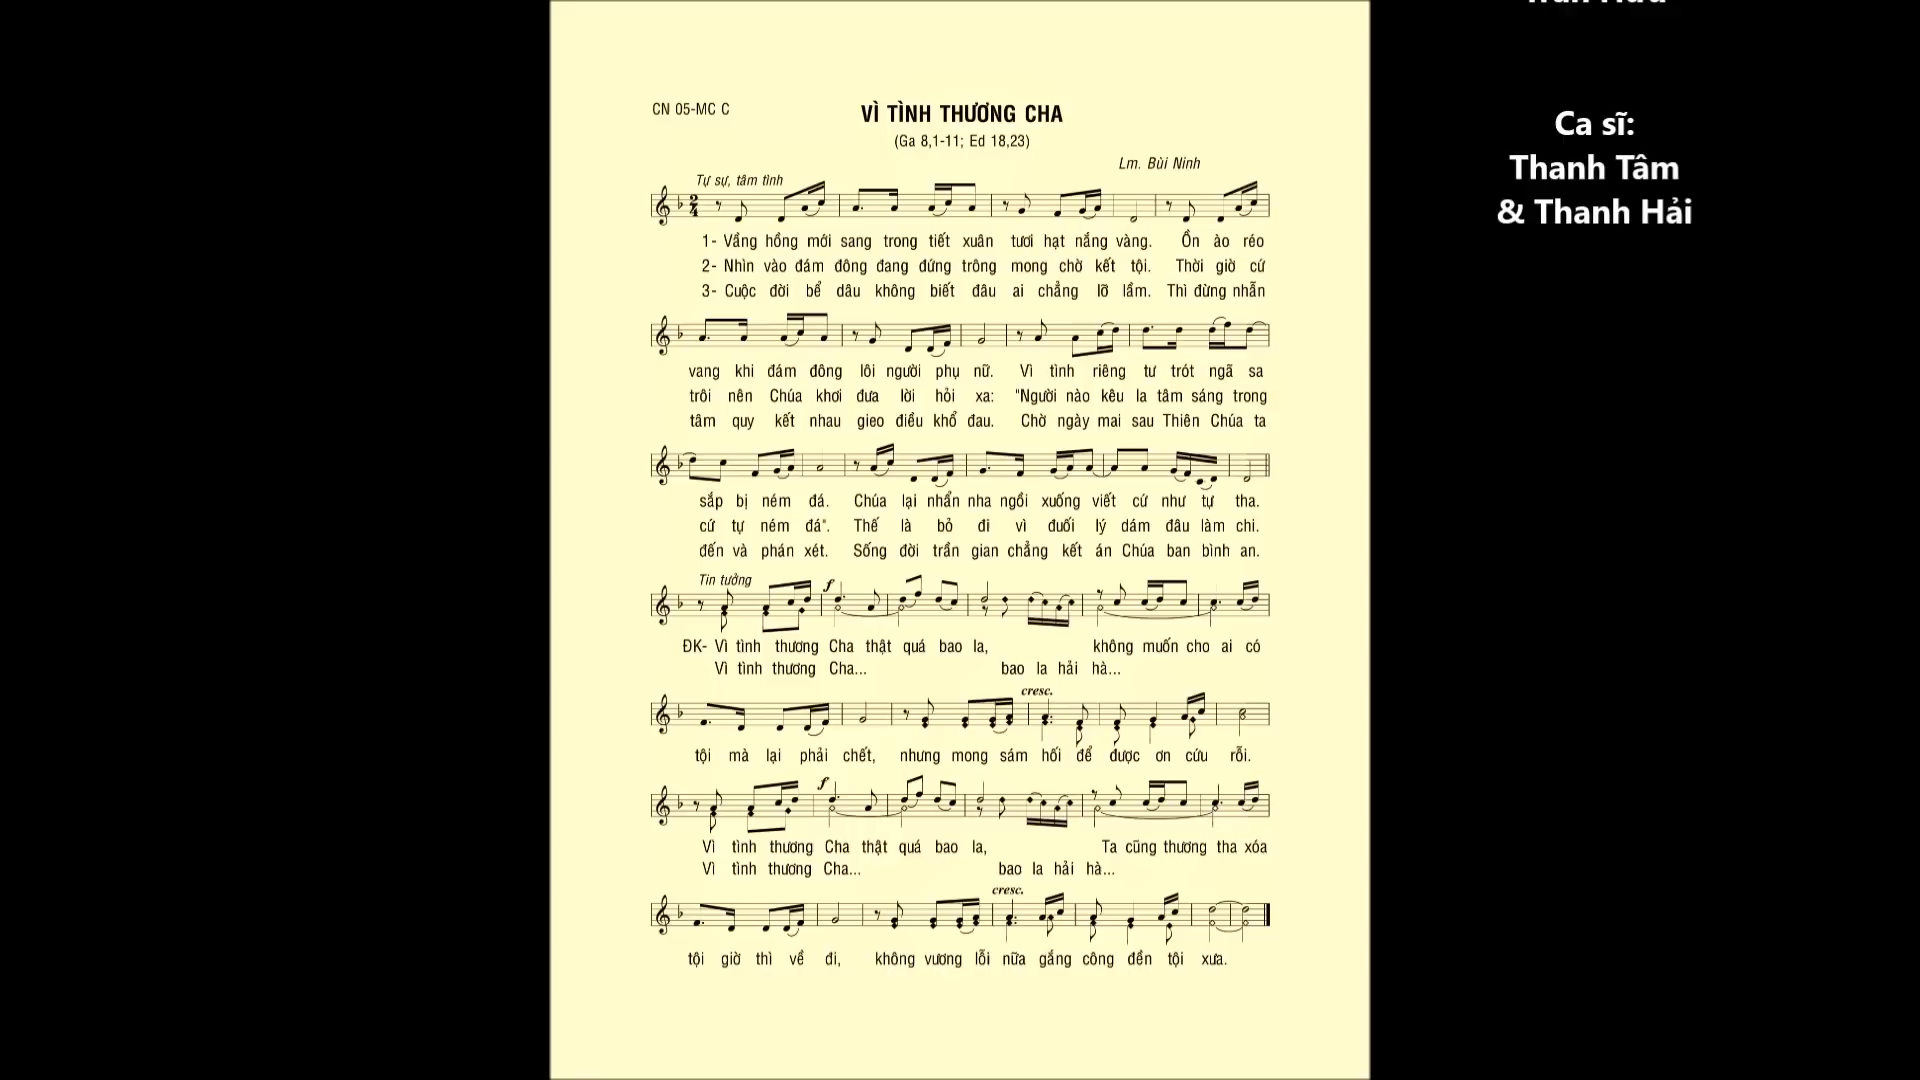 CN 05-MC C
VÌ TÌNH THƯƠNG CHA
(Ga 8,1-11; Ed 18,23)
Lm. Bùi Ninh
Tự sự, tâm tình
1- Vầng hồng mới sang trong tiết xuân tươi hạt nắng vàng. Ồn ào réo
2- Nhìn vào đám đông đang đứng trông mong chờ kết tội. Thời giờ cứ
3- Cuộc đời bể dâu không biết đâu ai chẳng lỡ lầm. Thì đừng nhẫn
vang khi đám đông lôi người phụ nữ. Vì tình riêng tư trót ngã sa
trôi nên Chúa khơi đưa lời hỏi xa: "Người nào kêu la tâm sáng trong
tâm quy kết nhau gieo điều khổ đau. Chờ ngày mai sau Thiên Chúa ta
sắp bị ném đá. Chúa lại nhẩn nha ngồi xuống viết cứ như tự tha.
cứ tự ném đá". Thế là bỏ đi vì đuối lý dám đâu làm chi.
đến và phán xét. Sống đời trần gian chẳng kết án Chúa ban bình an.
Tin tưởng
f
ĐK- Vì tình thương Cha thật quá bao la, không muốn cho ai có
Vì tình thương Cha... bao la hải hà...
cresc.
tội mà lại phải chết, nhưng mong sám hối để được ơn cứu rỗi.
f
Vì tình thương Cha thật quá bao la, Ta cũng thương tha xóa
Vì tình thương Cha... bao la hải hà...
cresc.
tội giờ thì về đi, không vương lỗi nữa gắng công đền tội xưa.
Ca sĩ:
Thanh Tâm
& Thanh Hải